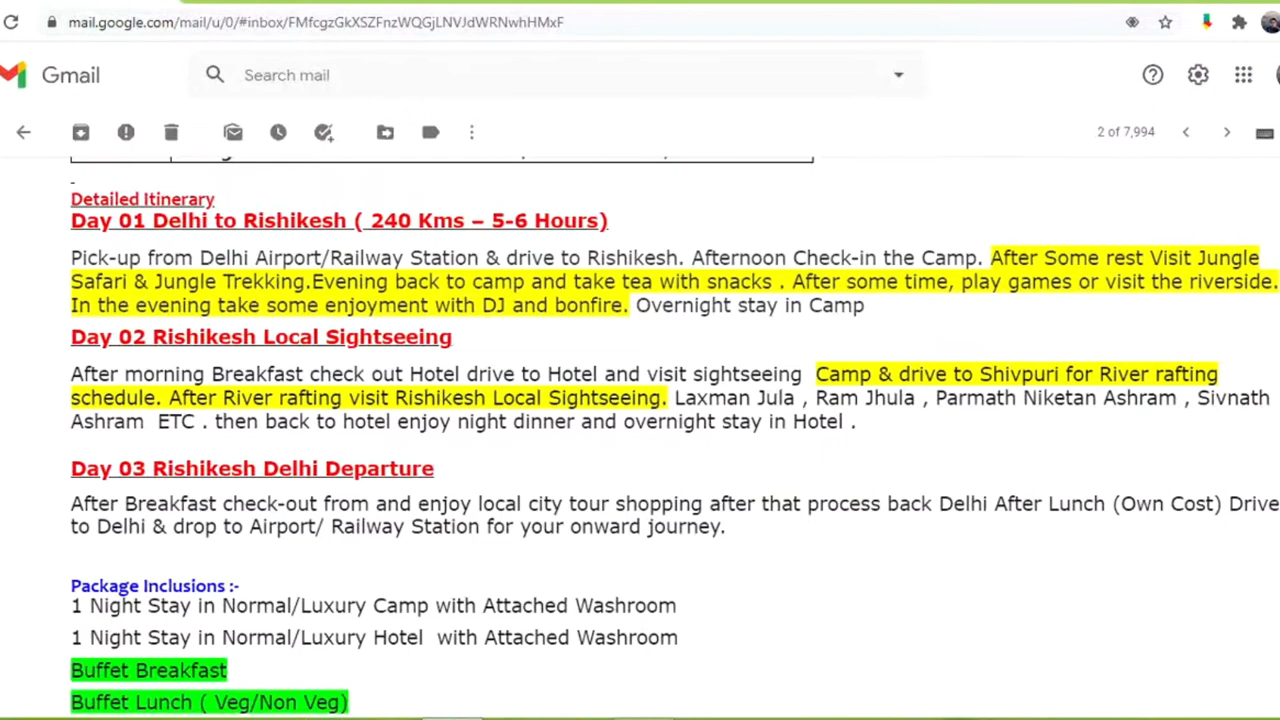 mail.google.com/mail/u/0/#inbox/FMfcgzGkXSZFnzWQGjLNVJdWRNwhHMxF
Gmail
Search mail
2 of 7,994
Detailed Itinerary
Day 01 Delhi to Rishikesh ( 240 Kms – 5-6 Hours)
Pick-up from Delhi Airport/Railway Station & drive to Rishikesh. Afternoon Check-in the Camp. After Some rest Visit Jungle
Safari & Jungle Trekking.Evening back to camp and take tea with snacks . After some time, play games or visit the riverside.
In the evening take some enjoyment with DJ and bonfire. Overnight stay in Camp
Day 02 Rishikesh Local Sightseeing
After morning Breakfast check out Hotel drive to Hotel and visit sightseeing  Camp & drive to Shivpuri for River rafting
schedule. After River rafting visit Rishikesh Local Sightseeing. Laxman Jula , Ram Jhula , Parmath Niketan Ashram , Sivnath
Ashram  ETC . then back to hotel enjoy night dinner and overnight stay in Hotel .
Day 03 Rishikesh Delhi Departure
After Breakfast check-out from and enjoy local city tour shopping after that process back Delhi After Lunch (Own Cost) Drive
to Delhi & drop to Airport/ Railway Station for your onward journey.
Package Inclusions :-
1 Night Stay in Normal/Luxury Camp with Attached Washroom
1 Night Stay in Normal/Luxury Hotel  with Attached Washroom
Buffet Breakfast
Buffet Lunch ( Veg/Non Veg)